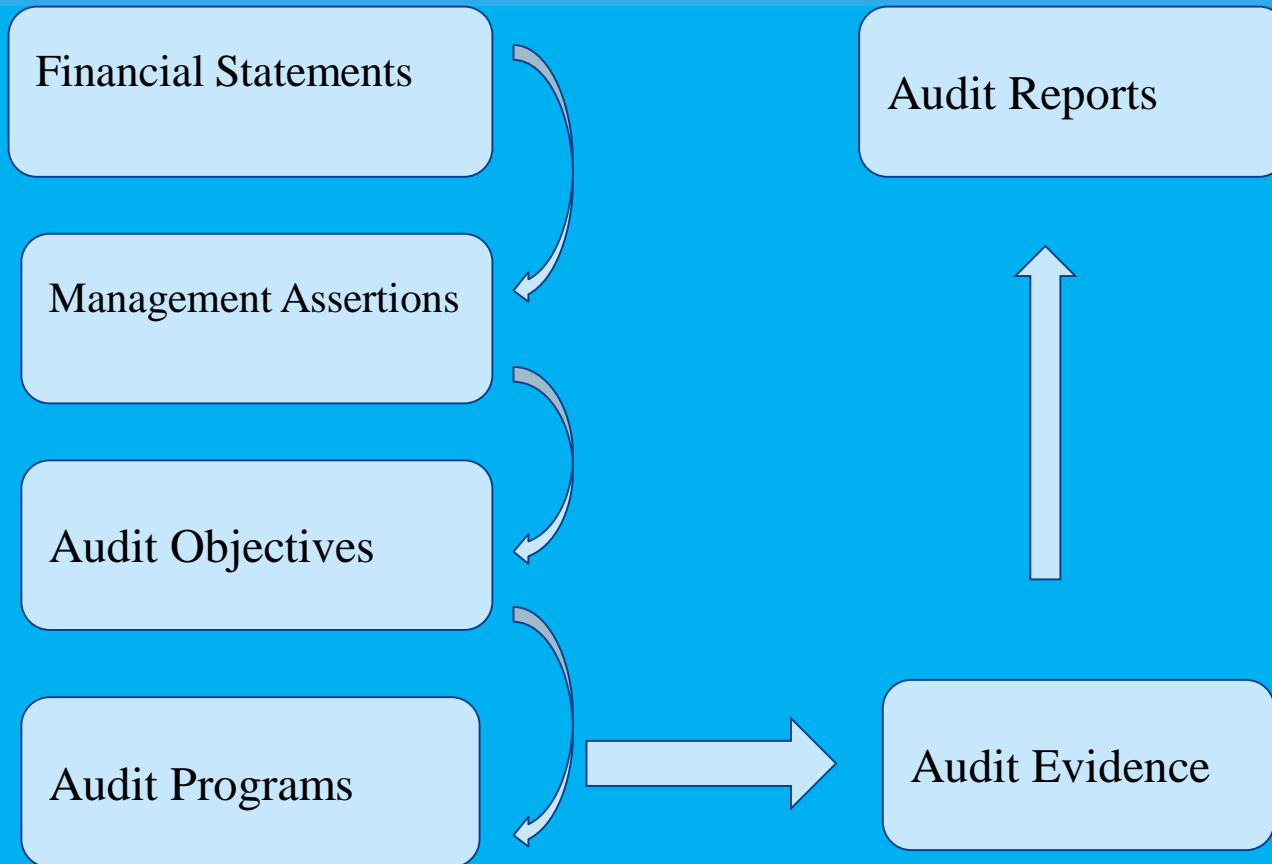 Financial Statements
Management Assertions
Audit Objectives
Audit Programs
Audit Evidence
Audit Reports